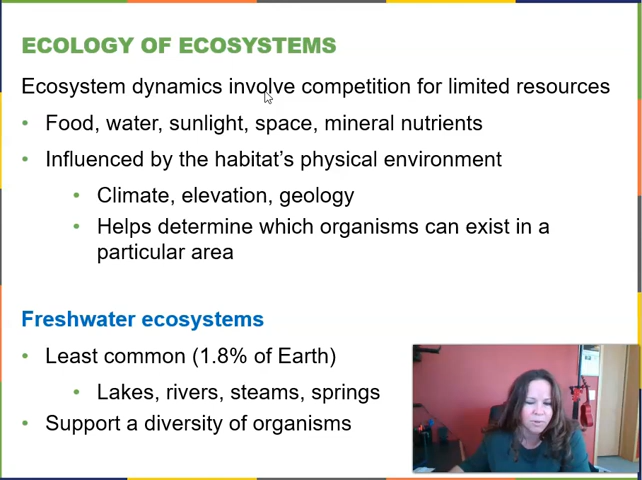 ECOLOGY OF ECOSYSTEMS
Ecosystem dynamics involve competition for limited resources
• Food, water, sunlight, space, mineral nutrients
• Influenced by the habitat's physical environment
• Climate, elevation, geology
• Helps determine which organisms can exist in a
particular area
Freshwater ecosystems
• Least common (1.8% of Earth)
• Lakes, rivers, steams, springs
• Support a diversity of organisms